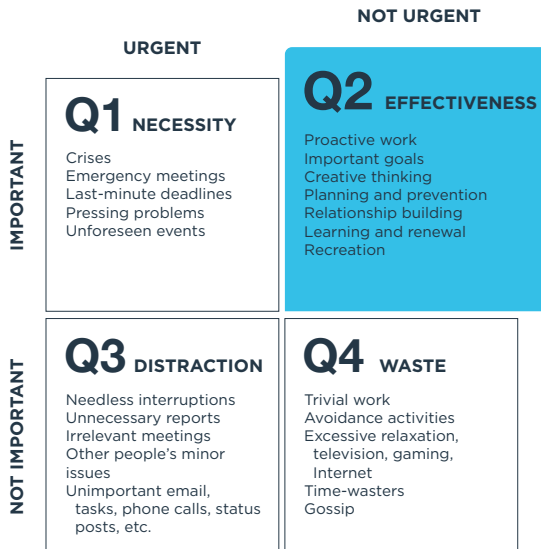 NOT URGENT
URGENT
IMPORTANT
Q1 NECESSITY
Crises
Emergency meetings
Last-minute deadlines
Pressing problems
Unforeseen events
Q2 EFFECTIVENESS
Proactive work
Important goals
Creative thinking
Planning and prevention
Relationship building
Learning and renewal
Recreation
NOT IMPORTANT
Q3 DISTRACTION
Needless interruptions
Unnecessary reports
Irrelevant meetings
Other people's minor
issues
Unimportant email,
tasks, phone calls, status
posts, etc.
Q4 WASTE
Trivial work
Avoidance activities
Excessive relaxation,
television, gaming,
Internet
Time-wasters
Gossip